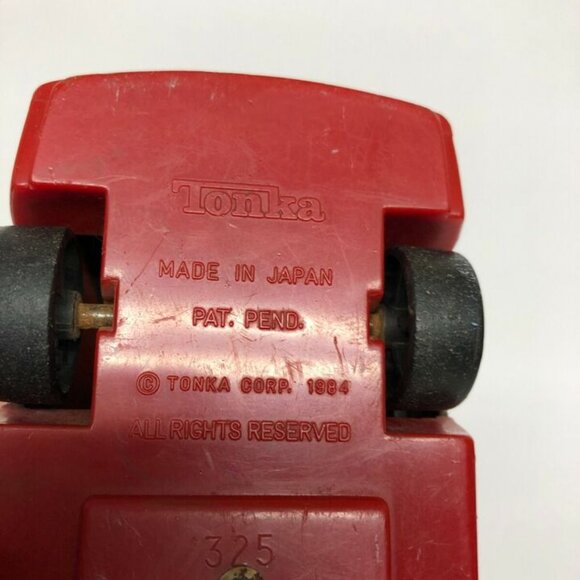 Tonka
MADE IN JAPAN
PAT. PEND.
© TONKA CORP. 1984
ALL RIGHTS RESERVED
325